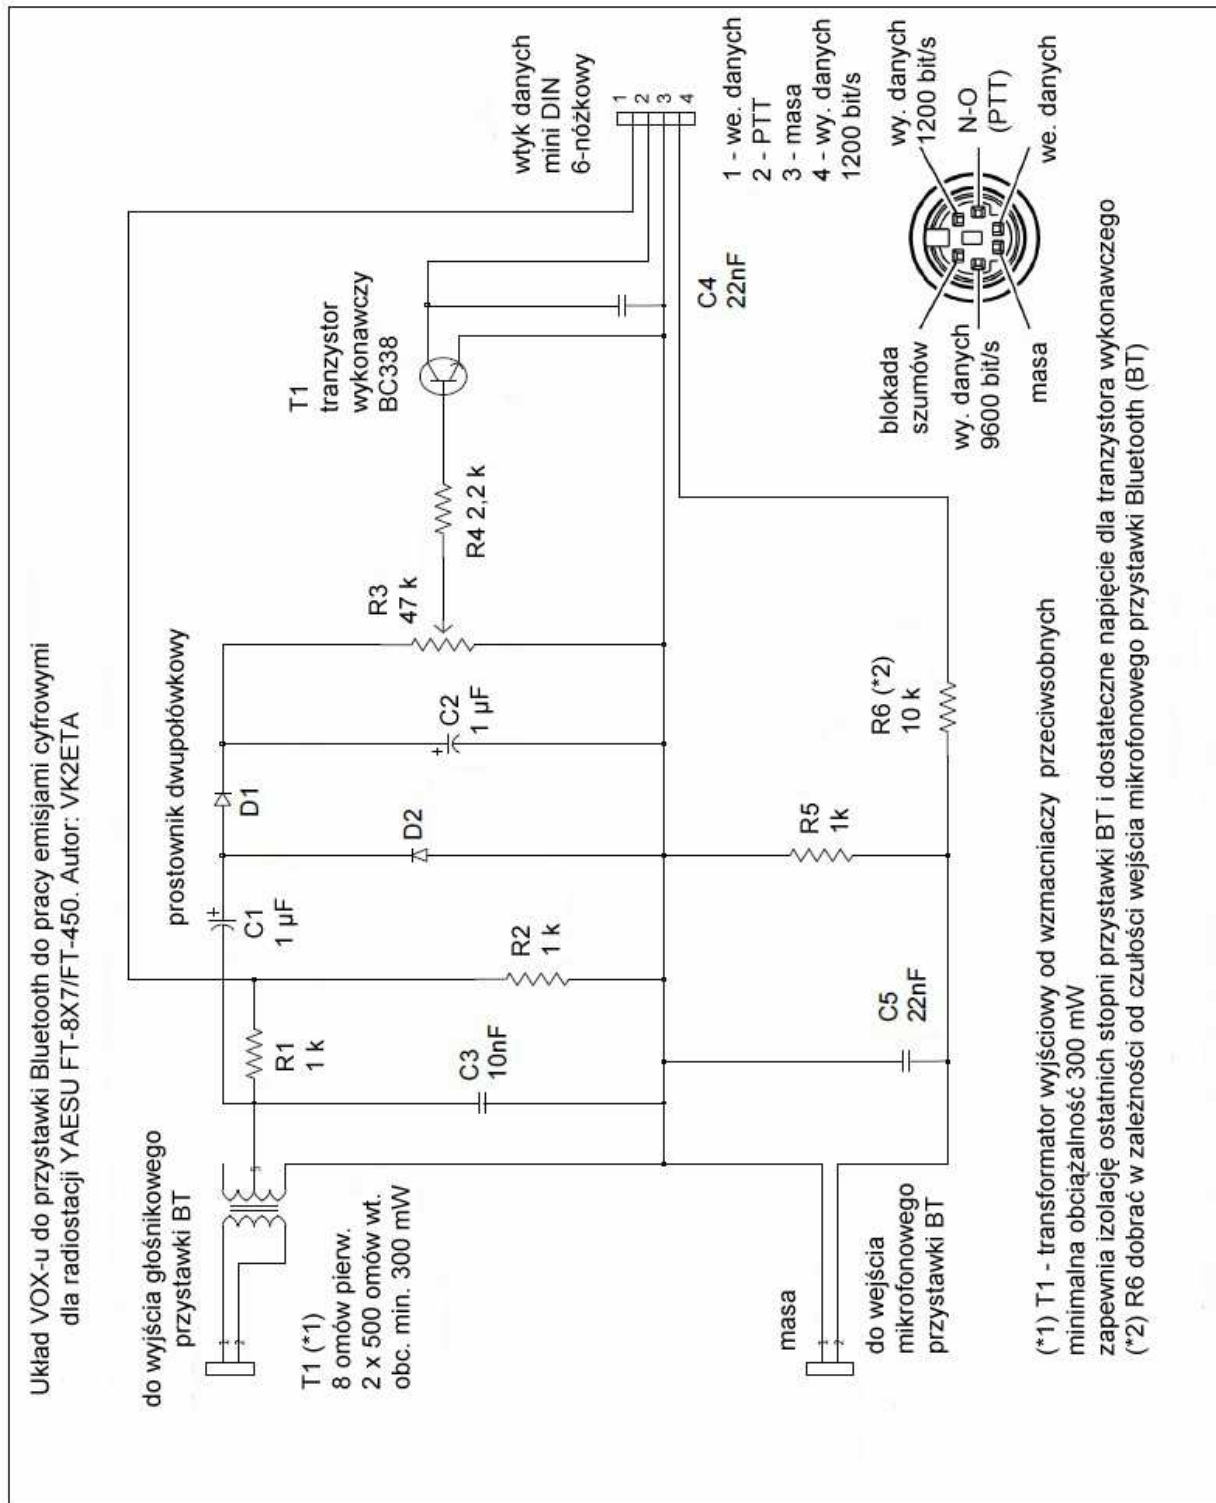 Układ VOX-u do przystawki Bluetooth do pracy emisjami cyfrowymi
dla radiostacji YAESU FT-8X7/FT-450. Autor: VK2ETA
do wyjścia głośnikowego
przystawki BT
1
2
5
T1 (*1)
8 omów pierw.
2 x 500 omów wt.
obc. min. 300 mW
prostownik dwupołówkowy
R1
1 k
C3
10nF
+
C1
1 µF
R2
1 k
D1
D2
+
C2
1 µF
R3
47 k
R4 2,2 k
T1
tranzystor
wykonawczy
BC338
wtyk danych
mini DIN
6-nóżkowy
1
2
3
4
1 - we. danych
2 - PTT
3 - masa
4 - wy. danych
1200 bit/s
C4
22nF
masa
1
2
do wejścia
mikrofonowego
przystawki BT
C5
22nF
R5
1k
R6 (*2)
10 k
blokada
szumów
wy. danych
9600 bit/s
masa
wy. danych
1200 bit/s
N-O
(PTT)
we. danych
(*1) T1 - transformator wyjściowy od wzmacniaczy przeciwsobnych
minimalna obciążalność 300 mW
zapewnia izolację ostatnich stopni przystawki BT i dostateczne napięcie dla tranzystora wykonawczego
(*2) R6 dobrać w zależności od czułości wejścia mikrofonowego przystawki Bluetooth (BT)